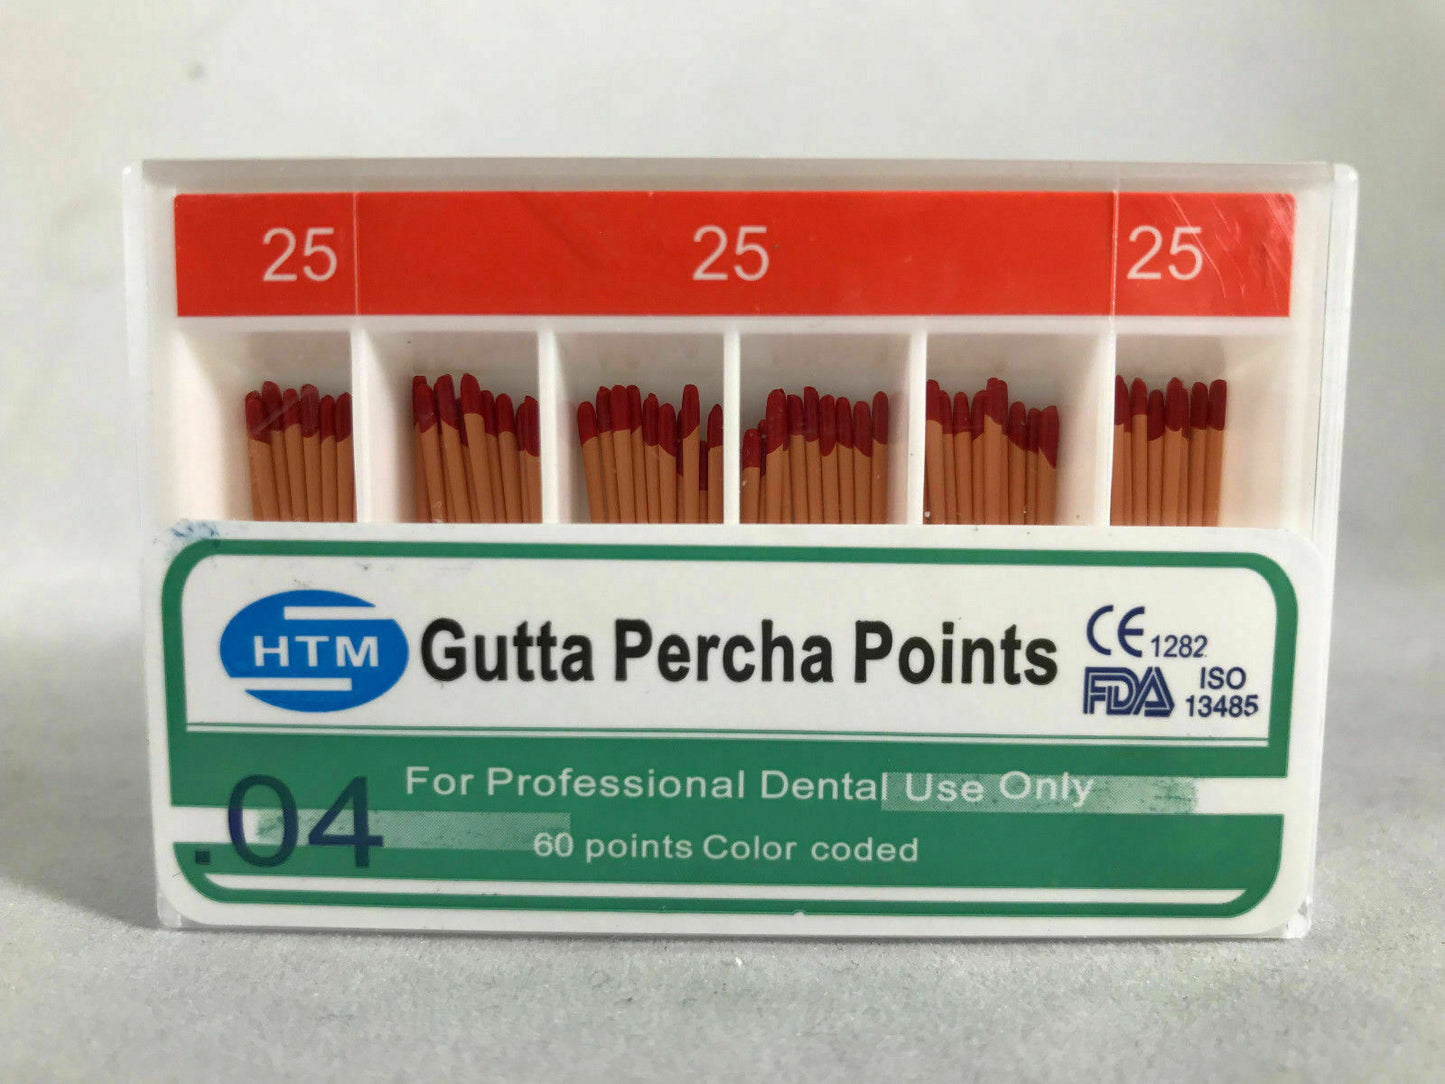 25 25 25
HTM Gutta Percha Points
CE 1282
FDA ISO 13485
.04 For Professional Dental Use Only
60 points Color coded